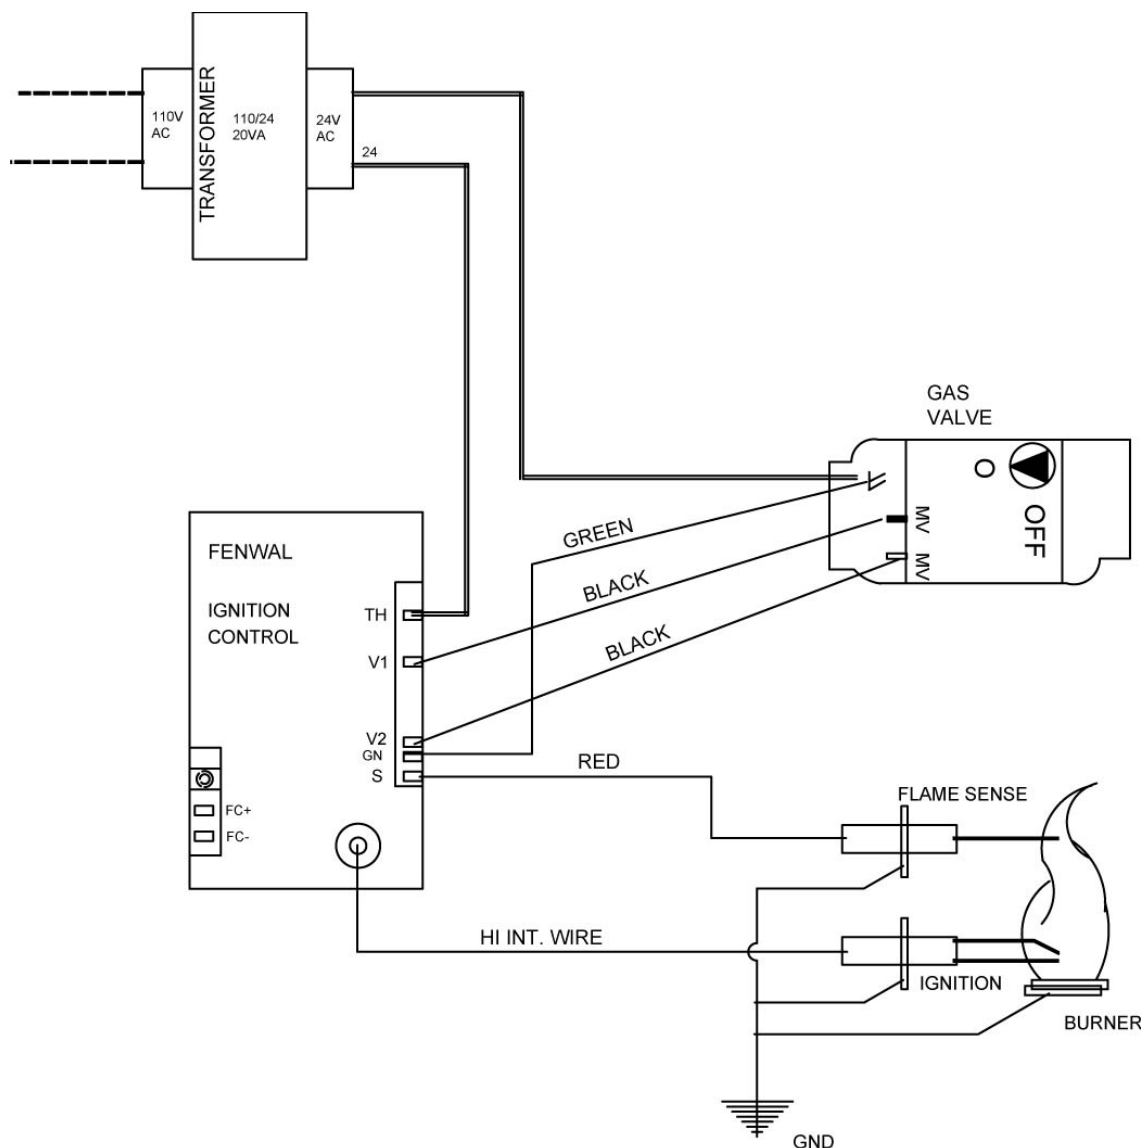 110V
AC
TRANSFORMER
110/24
20VA
24V
AC
24
GAS
VALVE
O
OFF
MV
MV
GREEN
BLACK
BLACK
FENWAL
IGNITION
CONTROL
TH
V1
V2
GN
S
FC+
FC-
RED
FLAME SENSE
HI INT. WIRE
IGNITION
BURNER
GND